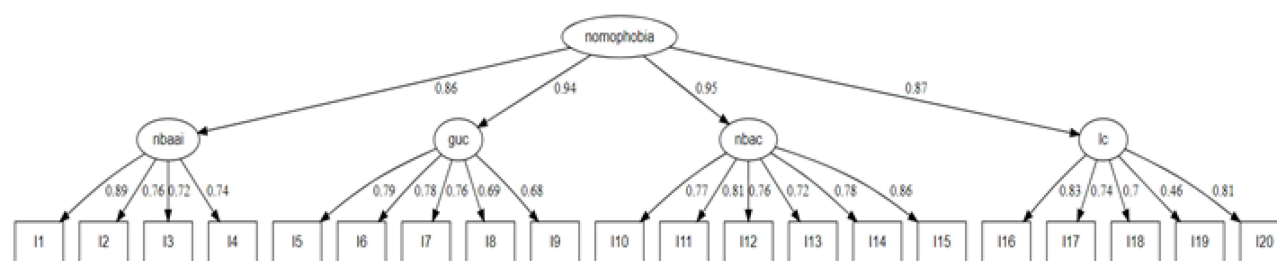 nomophobia
0.86 0.94 0.95 0.87
nbaai guc nbac lc
0.89 0.76 0.72 0.74 0.79 0.78 0.76 0.69 0.68 0.77 0.81 0.76 0.72 0.78 0.86 0.83 0.74 0.7 0.46 0.81
I1 I2 I3 I4 I5 I6 I7 I8 I9 I10 I11 I12 I13 I14 I15 I16 I17 I18 I19 I20